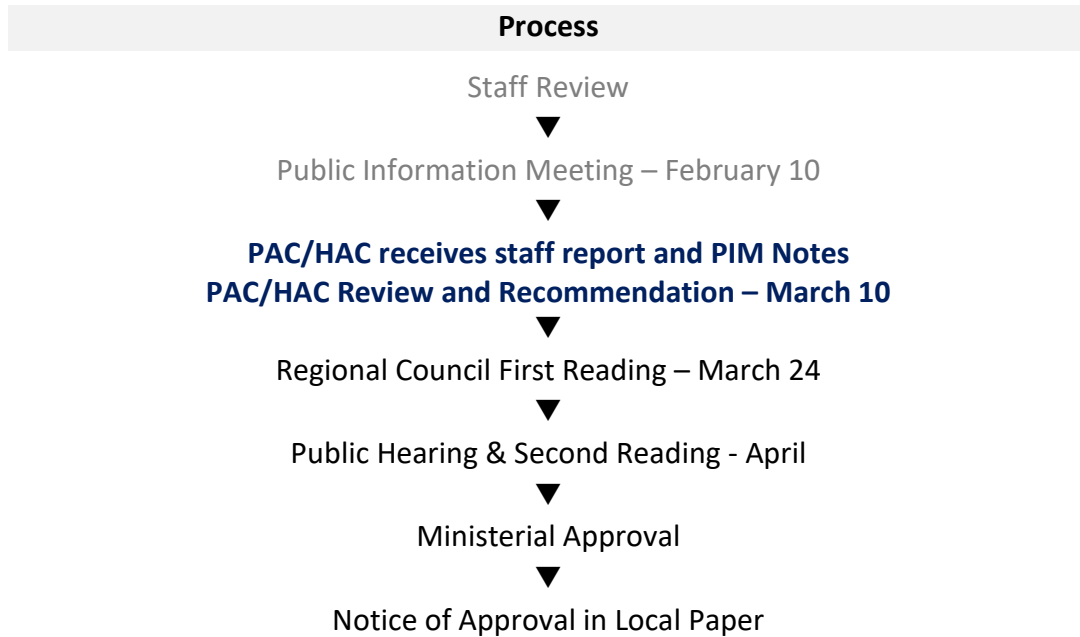 Process
Staff Review
▼
Public Information Meeting – February 10
▼
PAC/HAC receives staff report and PIM Notes
PAC/HAC Review and Recommendation – March 10
▼
Regional Council First Reading – March 24
▼
Public Hearing & Second Reading - April
▼
Ministerial Approval
▼
Notice of Approval in Local Paper